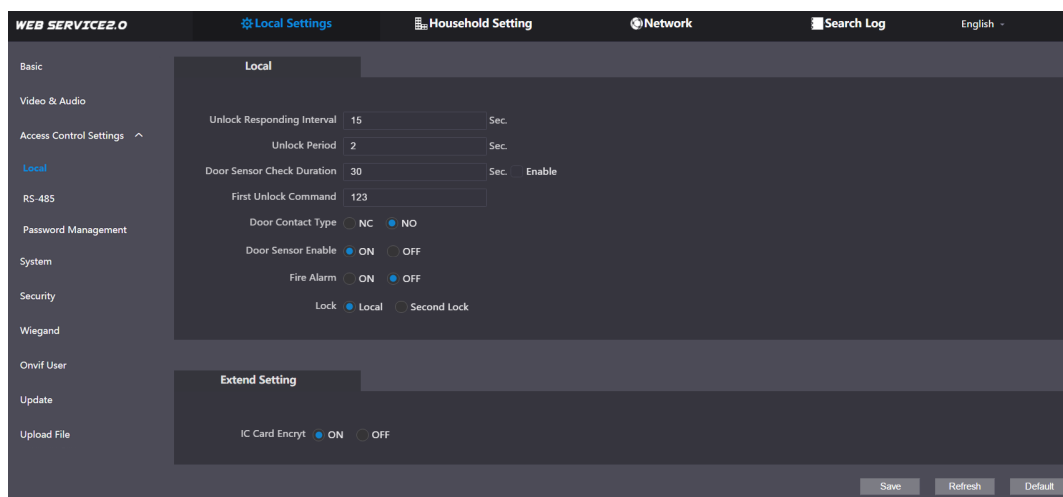 WEB SERVICE2.0 Local Settings Household Setting Network Search Log English
Basic
Video & Audio
Access Control Settings
Local
RS-485
Password Management
System
Security
Wiegand
Onvif User
Update
Upload File
Local
Unlock Responding Interval 15 Sec.
Unlock Period 2 Sec.
Door Sensor Check Duration 30 Sec. Enable
First Unlock Command 123
Door Contact Type NC NO
Door Sensor Enable ON OFF
Fire Alarm ON OFF
Lock Local Second Lock
Extend Setting
IC Card Encryt ON OFF
Save Refresh Default